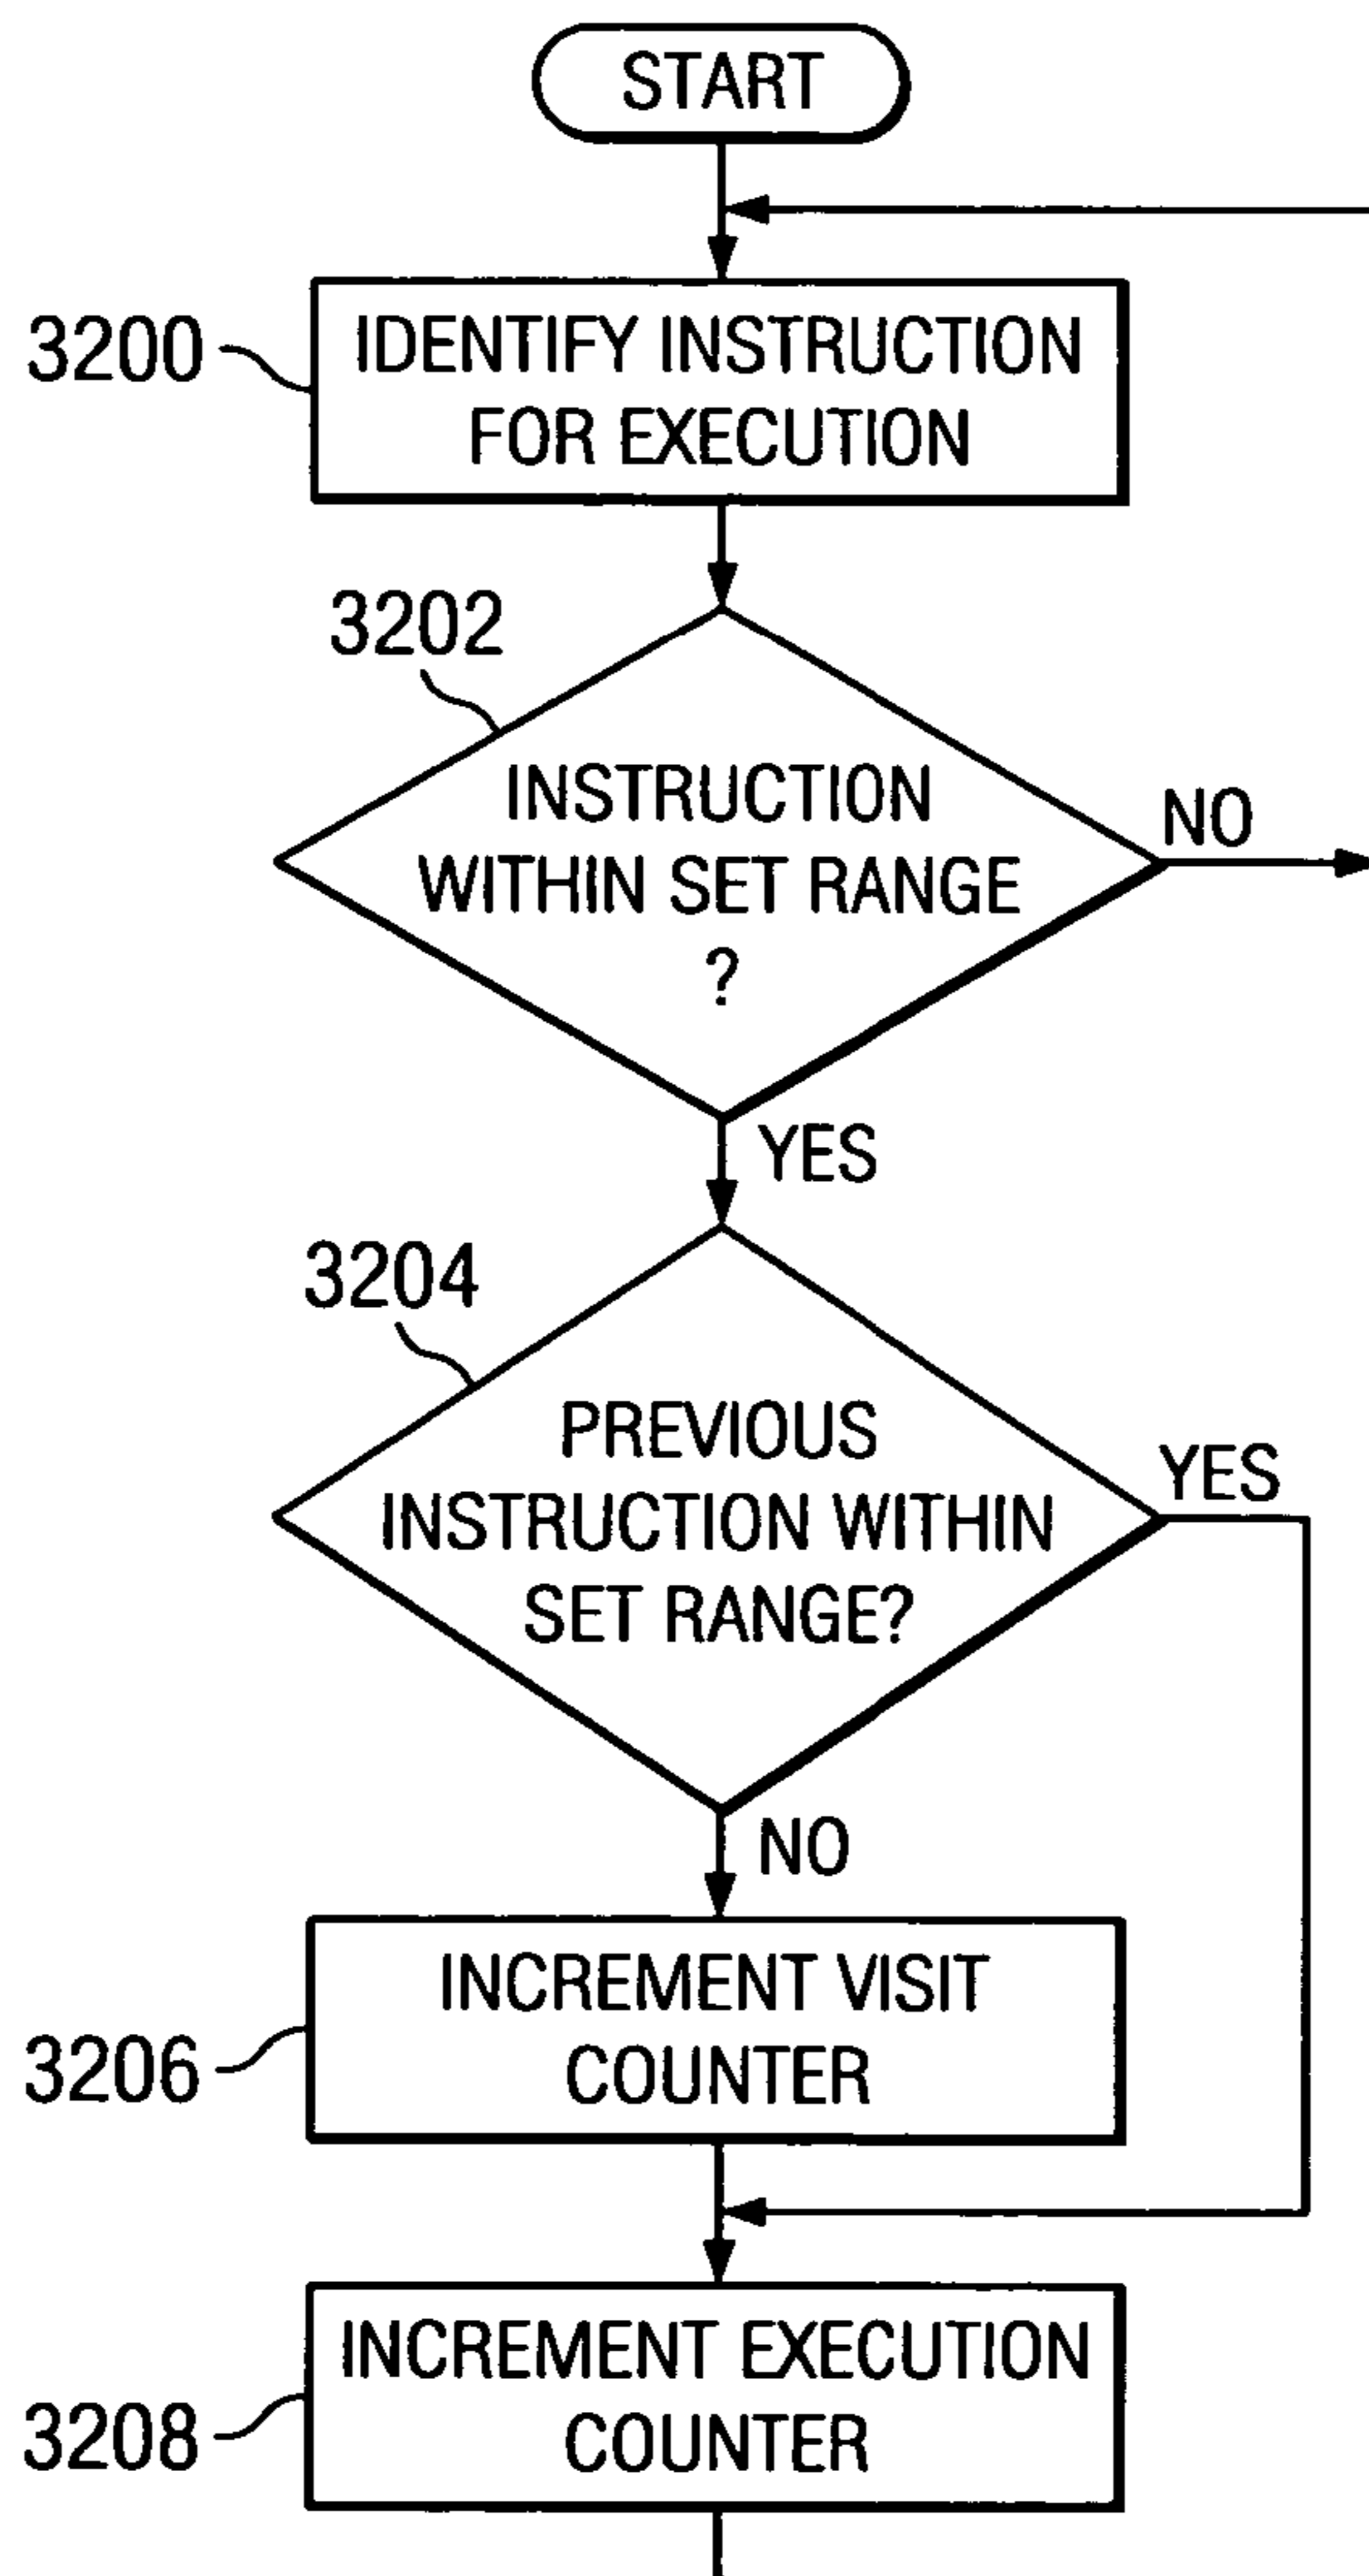 START
3200
IDENTIFY INSTRUCTION
FOR EXECUTION
3202
INSTRUCTION
WITHIN SET RANGE
?
NO
YES
3204
PREVIOUS
INSTRUCTION WITHIN
SET RANGE?
YES
NO
3206
INCREMENT VISIT
COUNTER
3208
INCREMENT EXECUTION
COUNTER